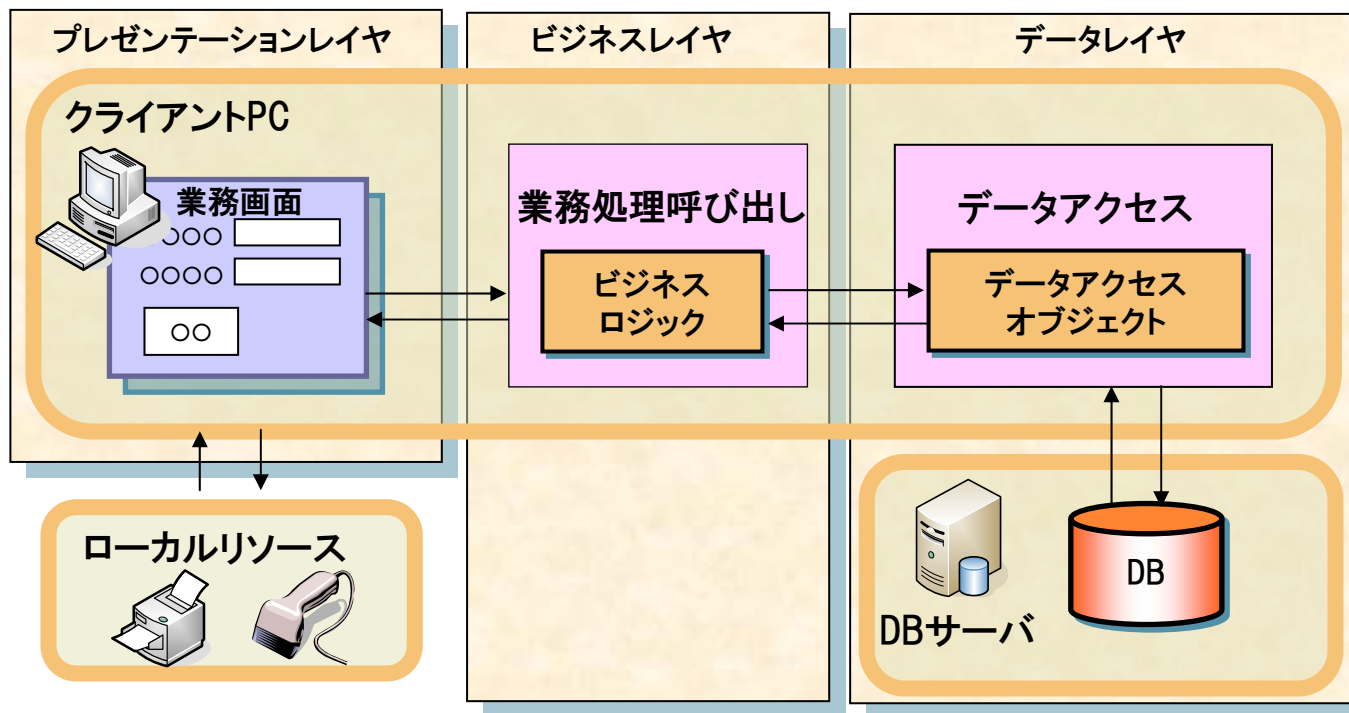 プレゼンテーションレイヤ
ビジネスレイヤ
データレイヤ
クライアントPC
業務画面
○○○
○○○○
○○
業務処理呼び出し
ビジネス
ロジック
データアクセス
データアクセス
オブジェクト
ローカルリソース
DBサーバ
DB